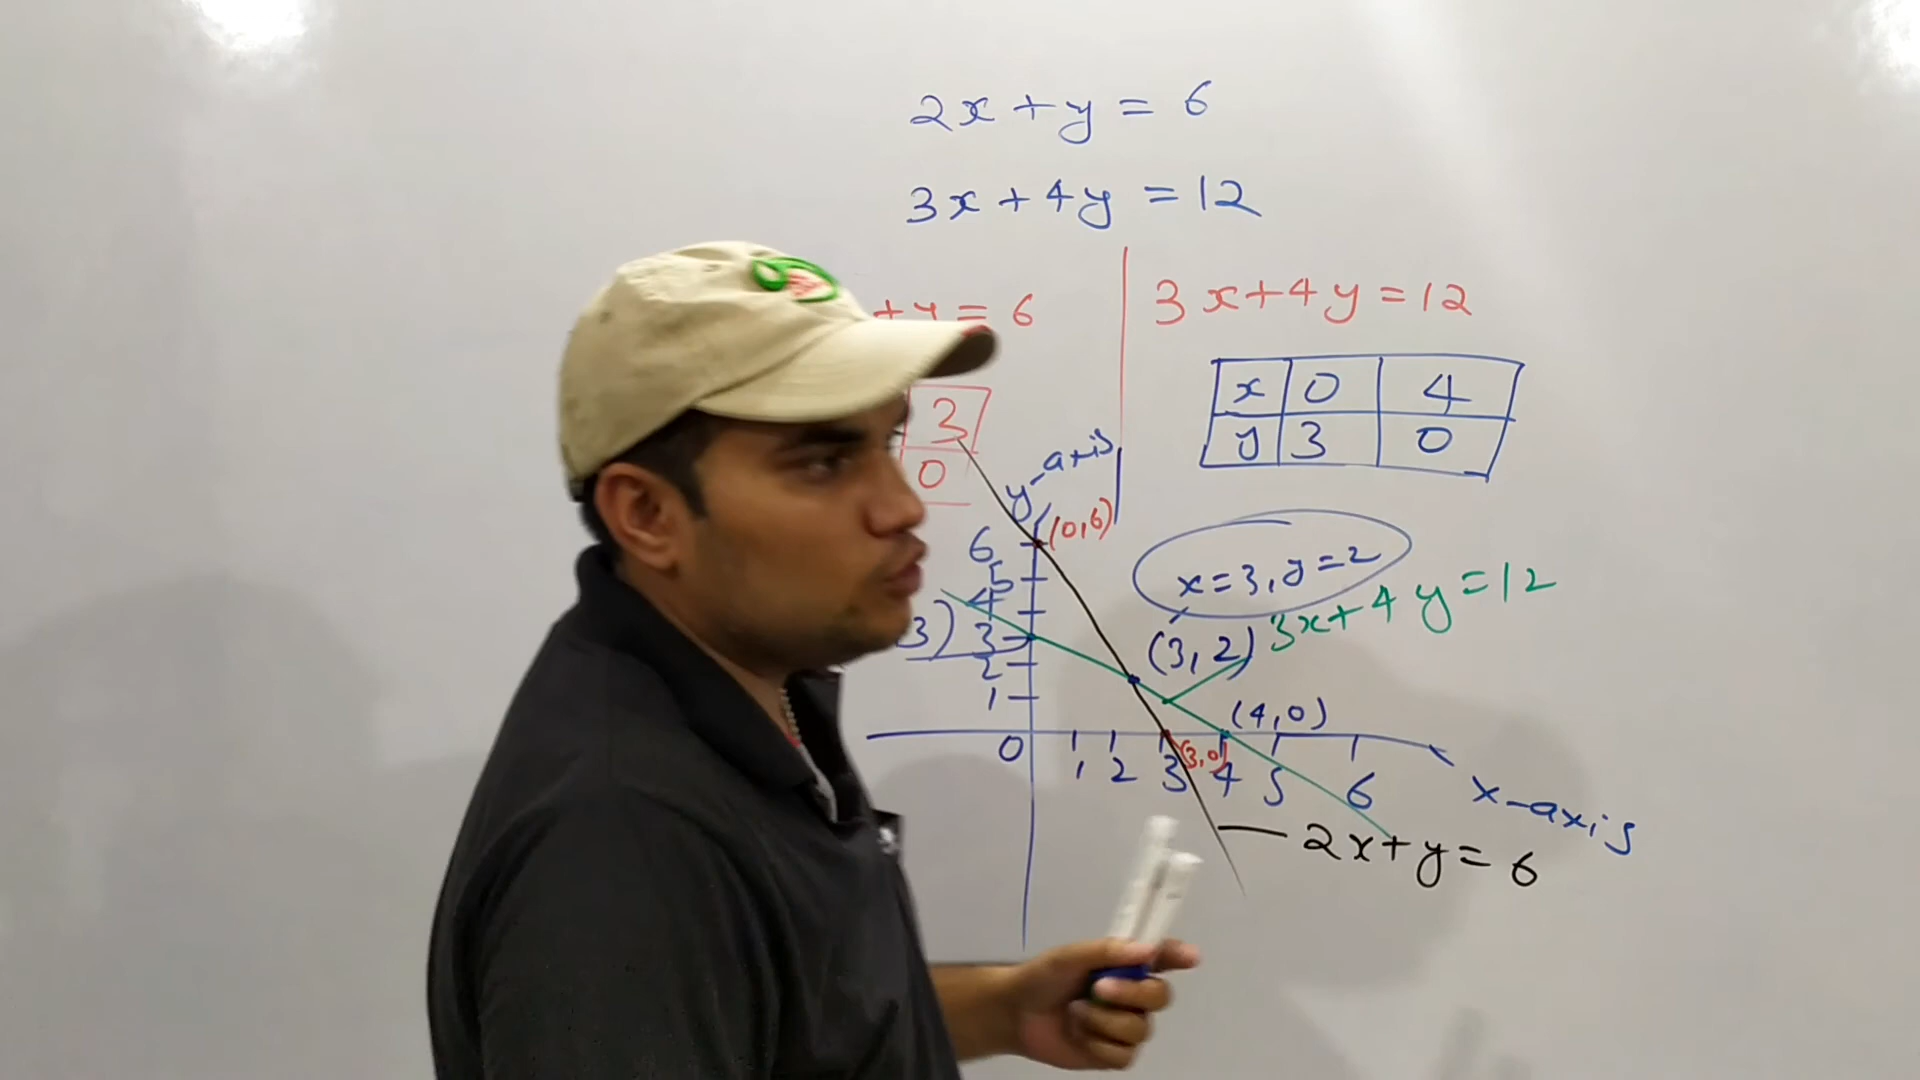 2x+y = 6
3x+4y = 12
+y = 6
3x+4y = 12
3
0
x 0 4
y 3 0
y-axis
(0,6)
6
5
4
3) 3
2
1
x=3, y=2
3x+4y=12
(3,2)
(4,0)
(3,0)
0 1 2 3 4 5 6
x-axis
2x+y= 6